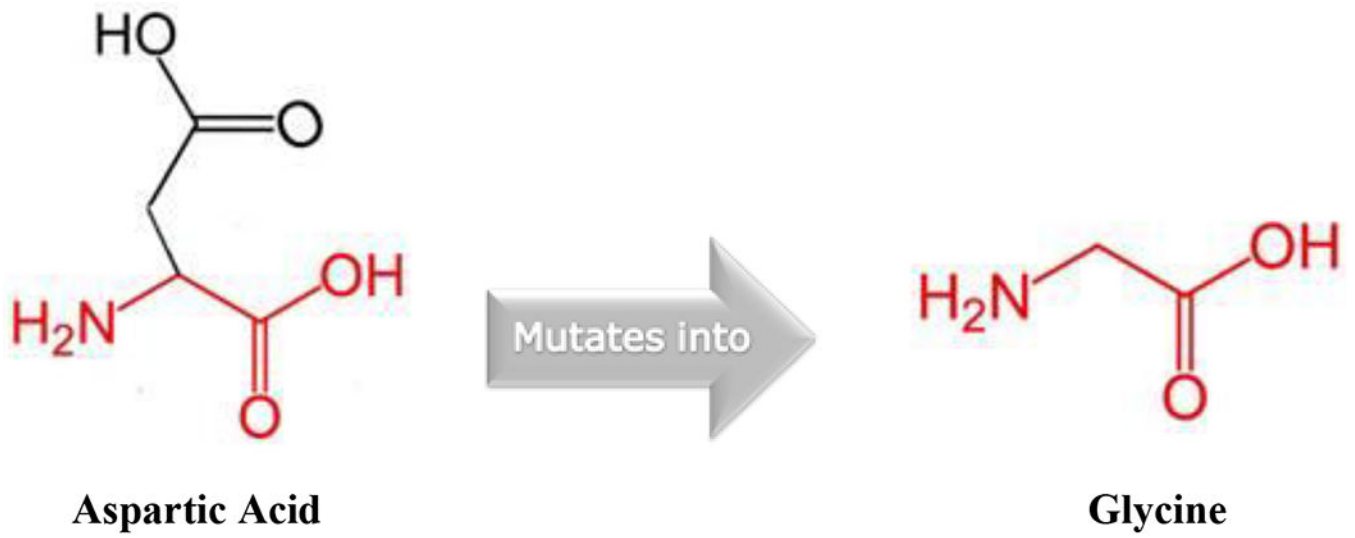 HO
O
H₂N
OH
O
Aspartic Acid
Mutates into
H₂N
OH
O
Glycine